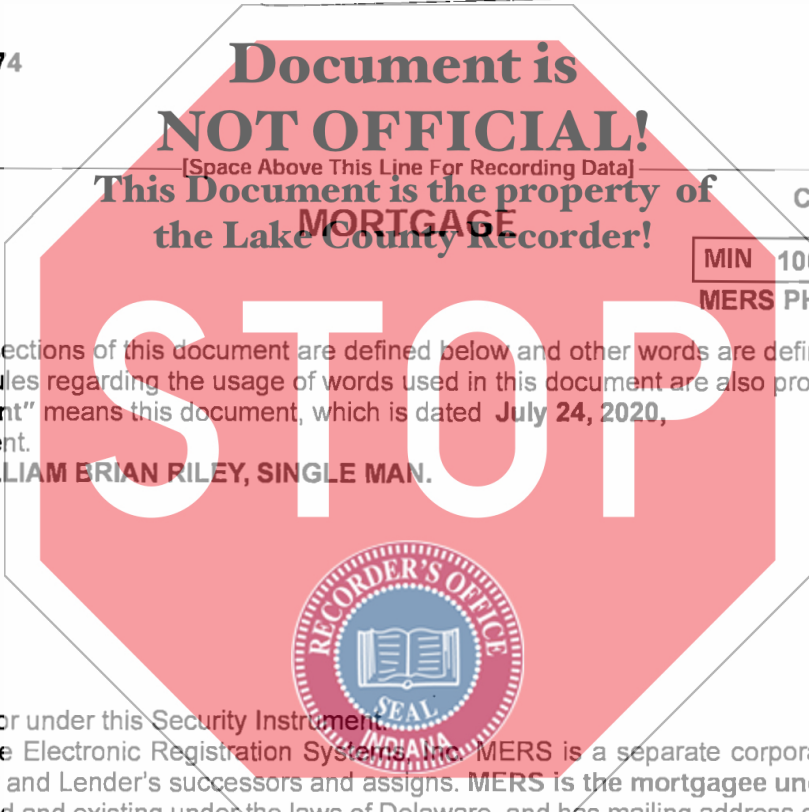 74
Document is
NOT OFFICIAL!
[Space Above This Line For Recording Data]
This Document is the property of
MORTGAGE
the Lake County Recorder!
MIN 10
MERS PH
STOP
ections of this document are defined below and other words are defi
les regarding the usage of words used in this document are also pro
nt" means this document, which is dated July 24, 2020,
ent.
LLIAM BRIAN RILEY, SINGLE MAN.
RECORDER'S OFFICE
SEAL
INDIANA
or under this Security Instrument.
e Electronic Registration Systems, Inc. MERS is a separate corpora
and Lender's successors and assigns. MERS is the mortgagee un
d and existing under the laws of Delaware, and has mailing address